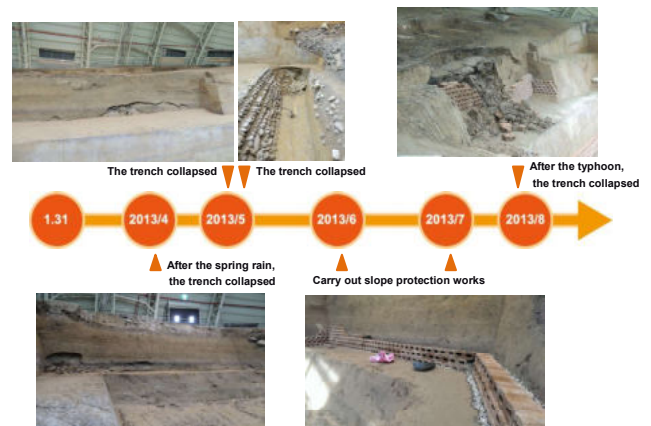 The trench collapsed
The trench collapsed
After the typhoon,
the trench collapsed
1.31
2013/4
2013/5
2013/6
2013/7
2013/8
After the spring rain,
the trench collapsed
Carry out slope protection works